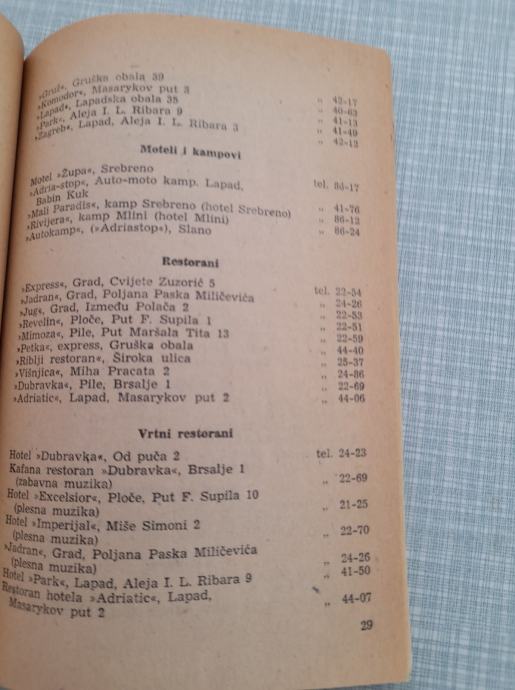 »Gruž«, Gruška obala 39 „ 42-17
»Komodor«, Masarykov put 3 „ 40-63
»Lapad«, Lapadska obala 35 „ 41-13
»Park«, Lapad, Aleja I. L. Ribara 9 „ 41-49
»Zagreb«, Lapad, Aleja I. L. Ribara 3 „ 42-12
Moteli i kampovi
Motel »Župa«, Srebreno tel. 86-17
»Adria-stop«, Auto-moto kamp. Lapad,
Babin Kuk „ 41-76
»Mali Paradis«, kamp Srebreno (hotel Srebreno)
»Rivijera«, kamp Mlini (hotel Mlini) „ 86-12
»Autokamp«, (»Adriastop«), Slano „ 86-24
Restorani
»Express«, Grad, Cvijete Zuzorić 5 tel. 22-54
»Jadran«, Grad, Poljana Paska Miličevića „ 24-26
»Jug«, Grad, Između Polača 2 „ 22-53
»Revelin«, Ploče, Put F. Supila 1 „ 22-51
»Mimoza«, Pile, Put Maršala Tita 13 „ 22-59
»Petka«, express, Gruška obala „ 44-40
»Riblji restoran«, Široka ulica „ 25-37
»Višnjica«, Miha Pracata 2 „ 24-86
»Dubravka«, Pile, Brsalje 1 „ 22-69
»Adriatic«, Lapad, Masarykov put 2 „ 44-06
Vrtni restorani
Hotel »Dubravka«, Od puča 2 tel. 24-23
Kafana restoran »Dubravka«, Brsalje 1
(zabavna muzika) „ 22-69
Hotel »Excelsior«, Ploče, Put F. Supila 10
(plesna muzika) „ 21-25
Hotel »Imperijal«, Miše Simoni 2
(plesna muzika) „ 22-70
»Jadran«, Grad, Poljana Paska Miličevića
(plesna muzika) „ 24-26
Hotel »Park«, Lapad, Aleja I. L. Ribara 9 „ 41-50
Restoran hotela »Adriatic«, Lapad,
Masarykov put 2 „ 44-07
29